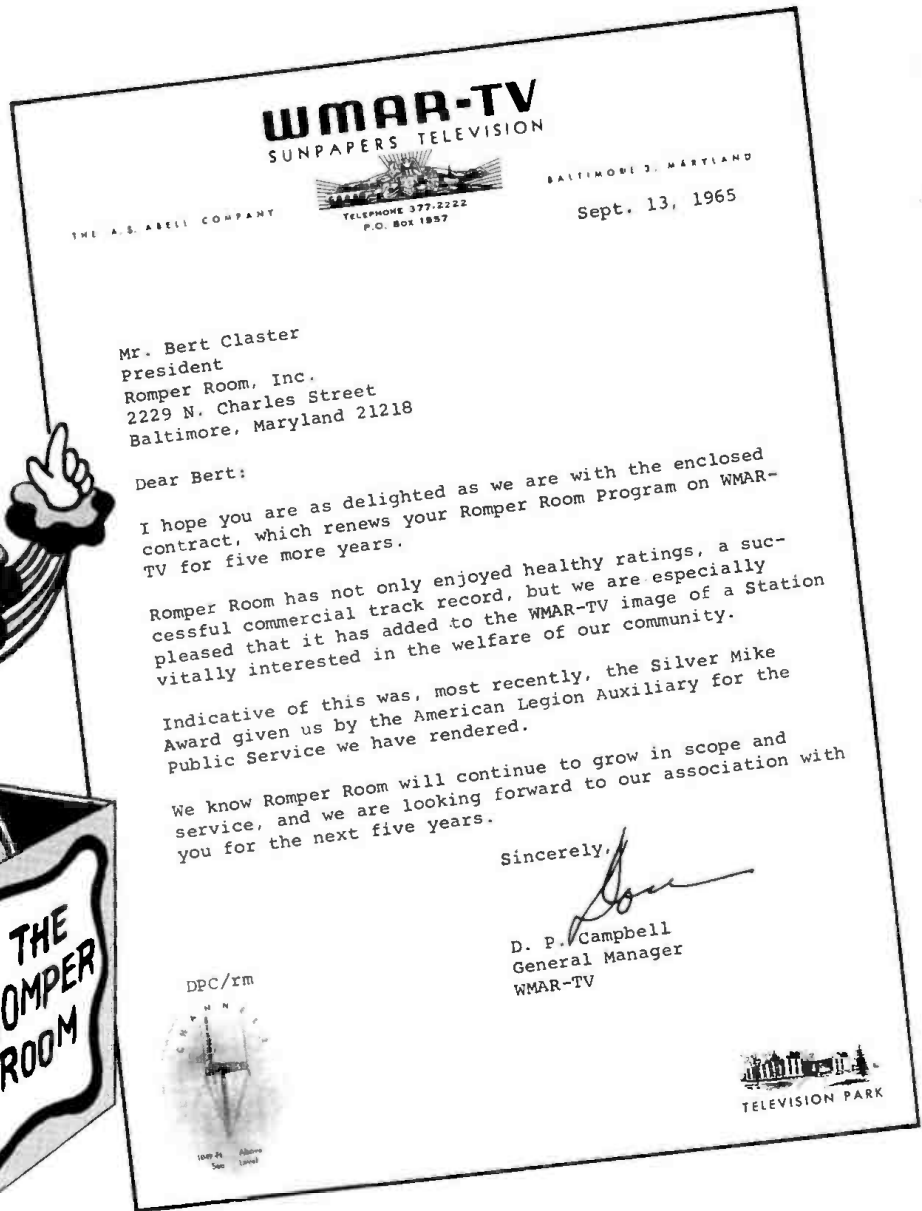 WMAR-TV
SUNPAPERS TELEVISION
THE A.S. ABELL COMPANY
TELEPHONE 377-2222
P.O. Box 1957
BALTIMORE 3, MARYLAND
Sept. 13, 1965
Mr. Bert Claster
President
Romper Room, Inc.
2229 N. Charles Street
Baltimore, Maryland 21218
Dear Bert:
I hope you are as delighted as we are with the enclosed
contract, which renews your Romper Room Program on WMAR-
TV for five more years.
Romper Room has not only enjoyed healthy ratings, a suc-
cessful commercial track record, but we are especially
pleased that it has added to the WMAR-TV image of a Station
vitally interested in the welfare of our community.
Indicative of this was, most recently, the Silver Mike
Award given us by the American Legion Auxiliary for the
Public Service we have rendered.
We know Romper Room will continue to grow in scope and
service, and we are looking forward to our association with
you for the next five years.
Sincerely,
D. P. Campbell
General Manager
WMAR-TV
DPC/rm
CHANNEL
1049 Ft. Above
Sea Level
TELEVISION PARK
THE
OMPER
ROOM